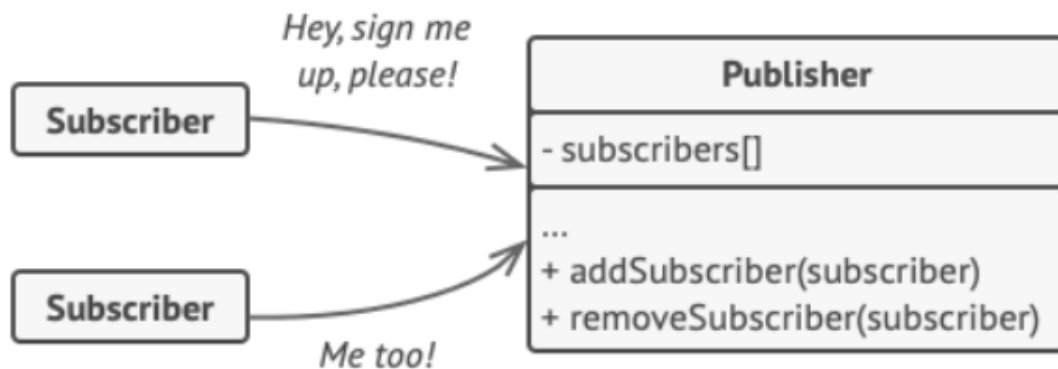 Hey, sign me
up, please!
Subscriber
Publisher
- subscribers[]
...
+ addSubscriber(subscriber)
+ removeSubscriber(subscriber)
Subscriber
Me too!